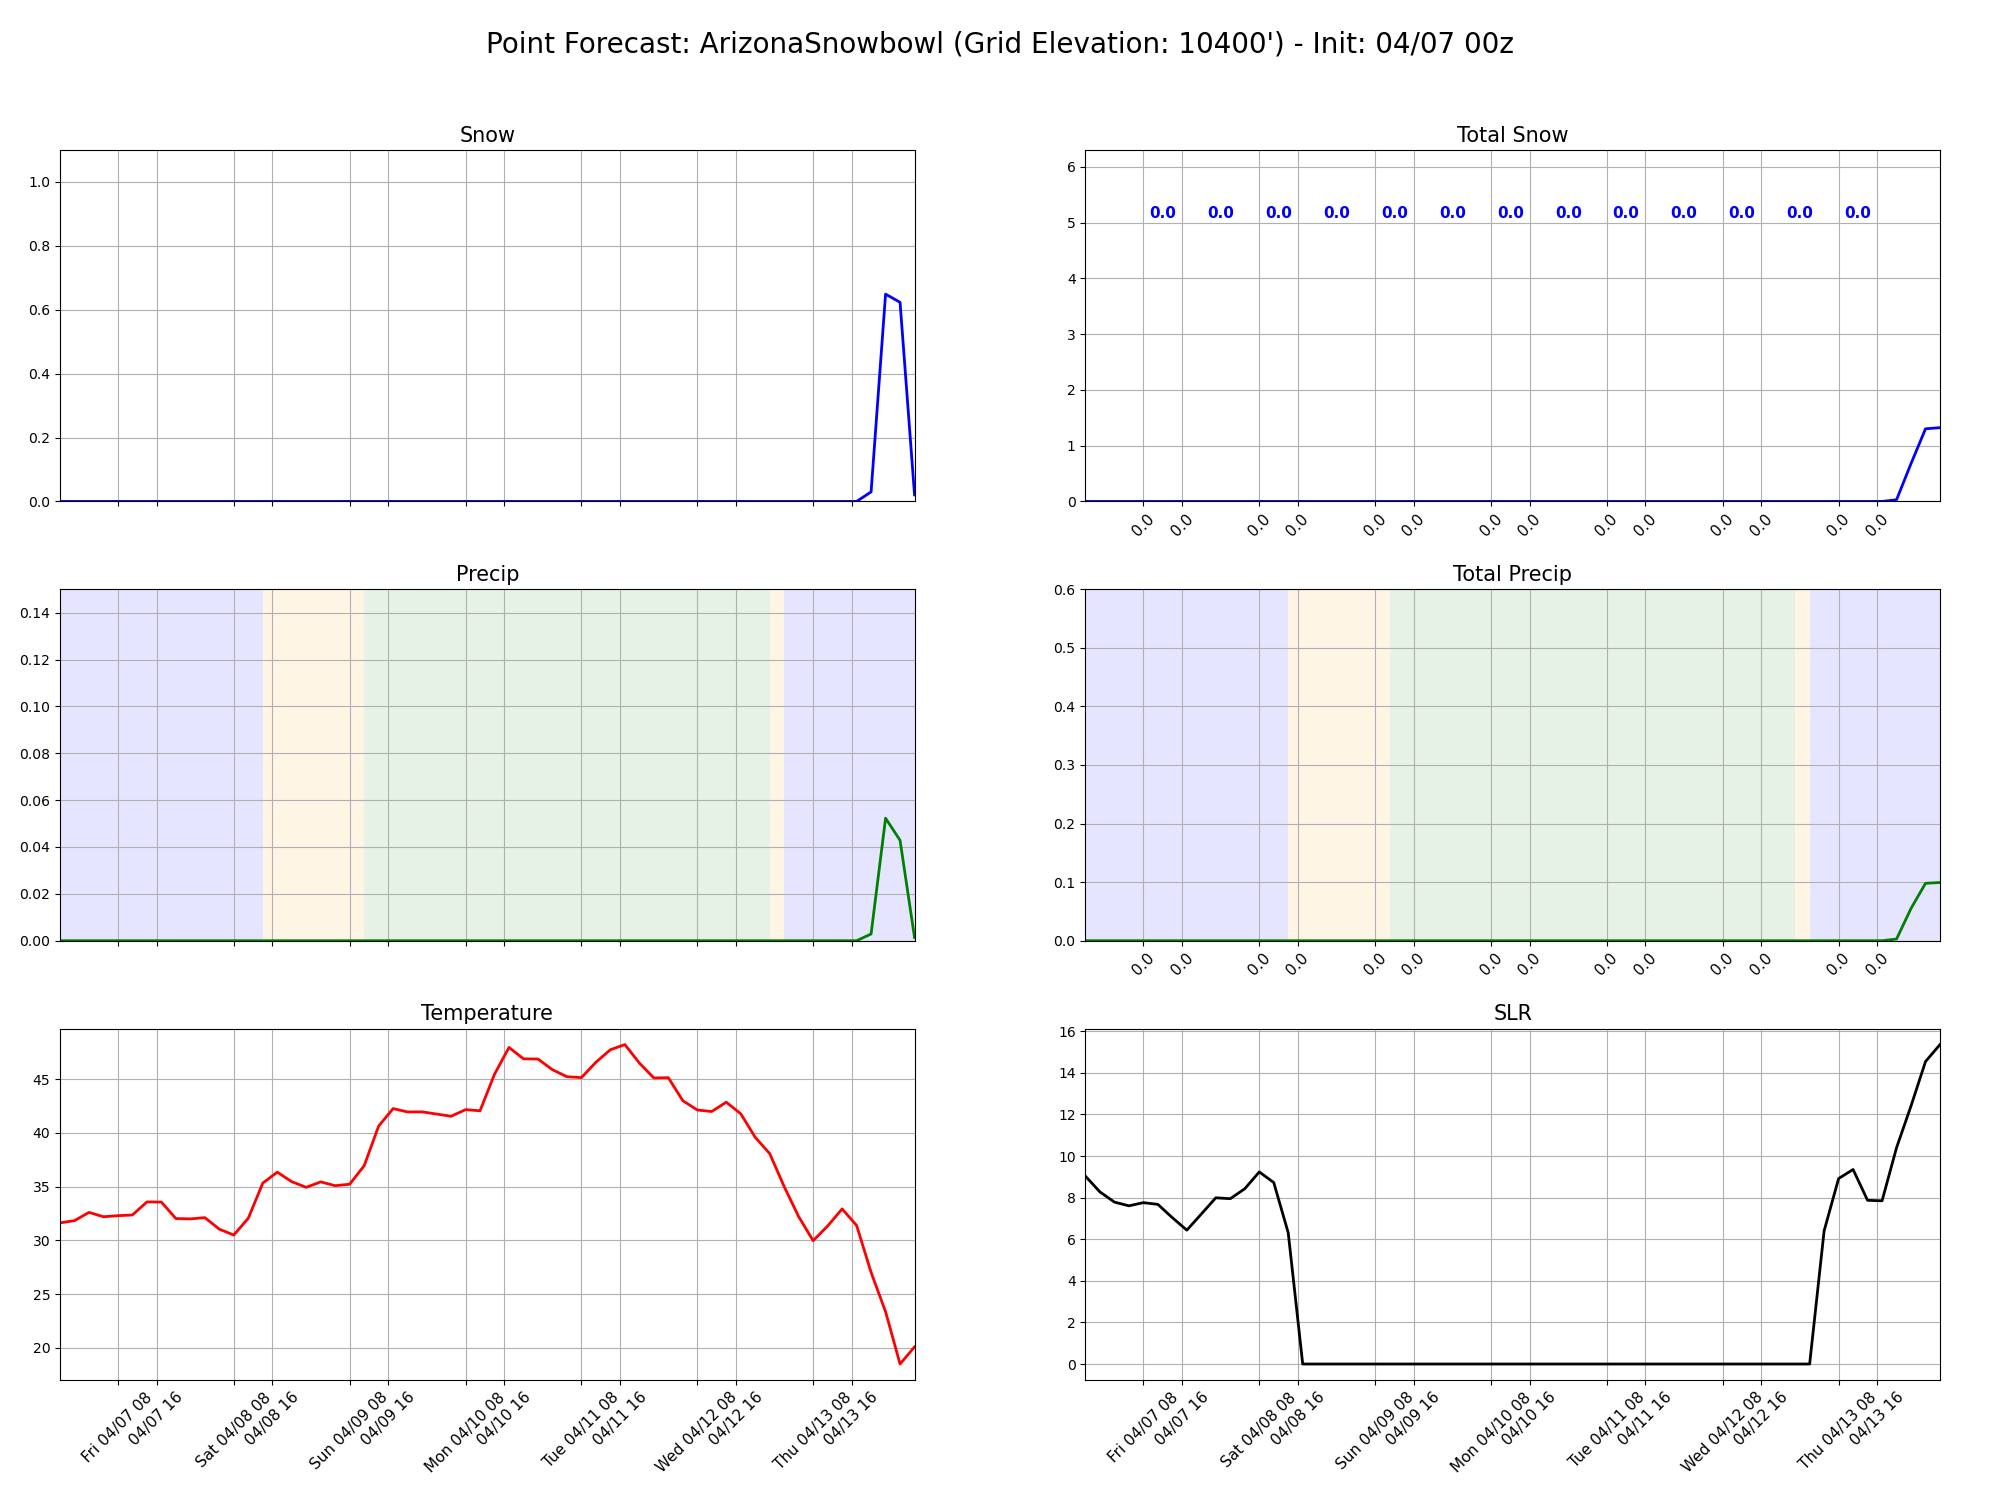 Point Forecast: ArizonaSnowbowl (Grid Elevation: 10400') - Init: 04/07 00z
Snow
1.0
0.8
0.6
0.4
0.2
0.0
Total Snow
6
5
4
3
2
1
0
0.0 0.0 0.0 0.0 0.0 0.0 0.0 0.0 0.0 0.0 0.0 0.0 0.0
0.0 0.0 0.0 0.0 0.0 0.0 0.0 0.0 0.0 0.0 0.0 0.0 0.0 0.0
Precip
0.14
0.12
0.10
0.08
0.06
0.04
0.02
0.00
Total Precip
0.6
0.5
0.4
0.3
0.2
0.1
0.0
0.0 0.0 0.0 0.0 0.0 0.0 0.0 0.0 0.0 0.0 0.0 0.0 0.0 0.0
Temperature
45
40
35
30
25
20
Fri 04/07 08
04/07 16
Sat 04/08 08
04/08 16
Sun 04/09 08
04/09 16
Mon 04/10 08
04/10 16
Tue 04/11 08
04/11 16
Wed 04/12 08
04/12 16
Thu 04/13 08
04/13 16
SLR
16
14
12
10
8
6
4
2
0
Fri 04/07 08
04/07 16
Sat 04/08 08
04/08 16
Sun 04/09 08
04/09 16
Mon 04/10 08
04/10 16
Tue 04/11 08
04/11 16
Wed 04/12 08
04/12 16
Thu 04/13 08
04/13 16